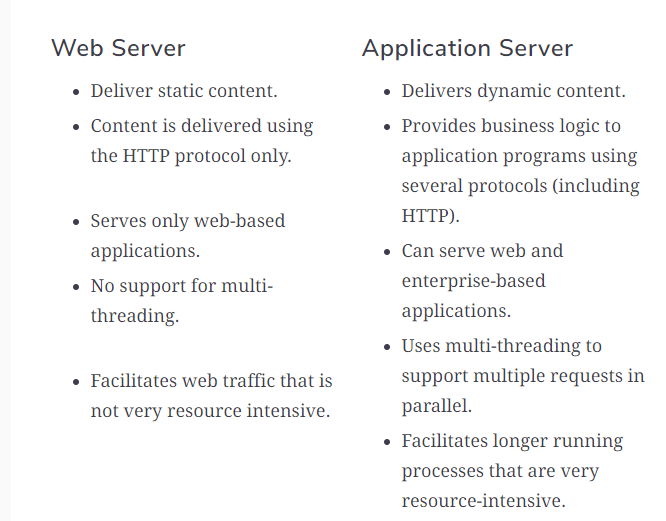 Web Server
• Deliver static content.
• Content is delivered using
the HTTP protocol only.
• Serves only web-based
applications.
• No support for multi-
threading.
• Facilitates web traffic that is
not very resource intensive.
Application Server
• Delivers dynamic content.
• Provides business logic to
application programs using
several protocols (including
HTTP).
• Can serve web and
enterprise-based
applications.
• Uses multi-threading to
support multiple requests in
parallel.
• Facilitates longer running
processes that are very
resource-intensive.